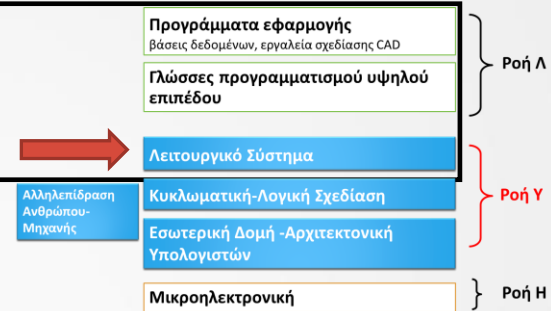 Προγράμματα εφαρμογής
βάσεις δεδομένων, εργαλεία σχεδίασης CAD
Γλώσσες προγραμματισμού υψηλού
επιπέδου
Ροή Λ
Λειτουργικό Σύστημα
Αλληλεπίδραση
Ανθρώπου-
Μηχανής
Κυκλωματική-Λογική Σχεδίαση
Εσωτερική Δομή -Αρχιτεκτονική
Υπολογιστών
Ροή Υ
Μικροηλεκτρονική
Ροή Η